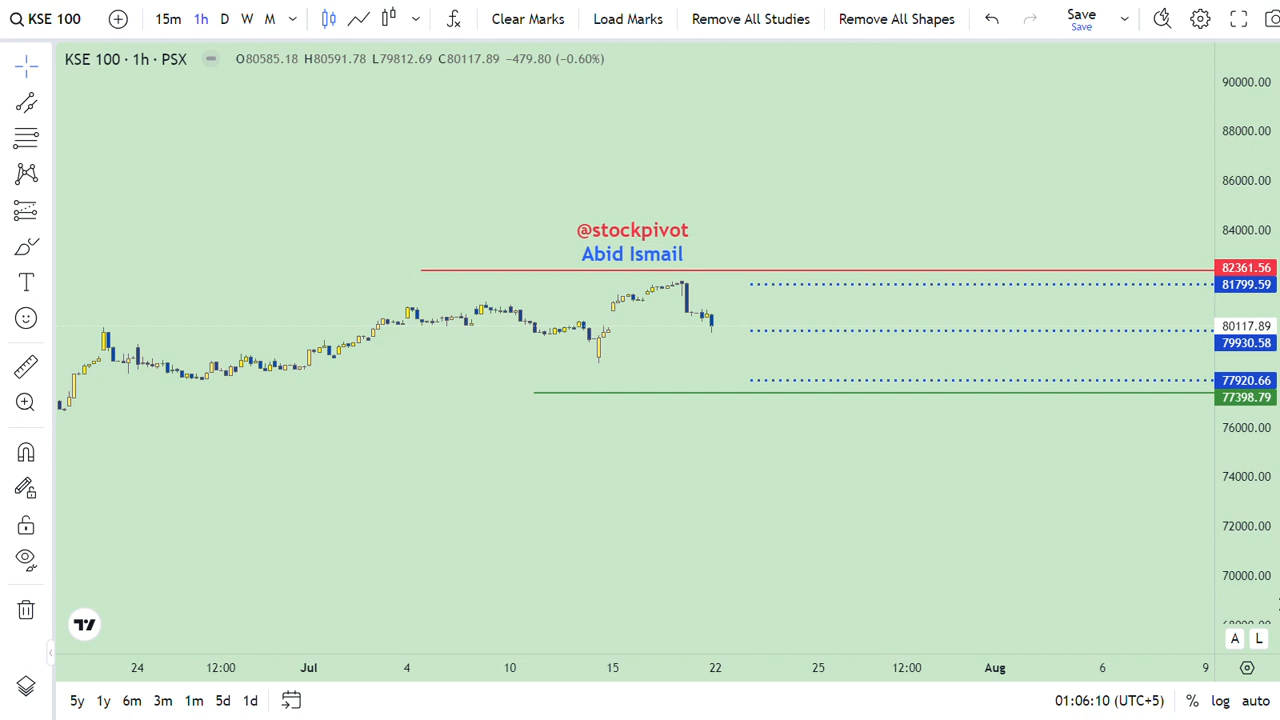 KSE 100 15m 1h D W M Clear Marks Load Marks Remove All Studies Remove All Shapes Save
Save
KSE 100 · 1h · PSX O80585.18 H80591.78 L79812.69 C80117.89 −479.80 (−0.60%)
90000.00
88000.00
86000.00
84000.00
@stockpivot
Abid Ismail
82361.56
81799.59
80117.89
79930.58
77920.66
77398.79
76000.00
74000.00
72000.00
70000.00
68000.00
A L
24 12:00 Jul 4 10 15 22 25 12:00 Aug 6 9
5y 1y 6m 3m 1m 5d 1d 01:06:10 (UTC+5) % log auto